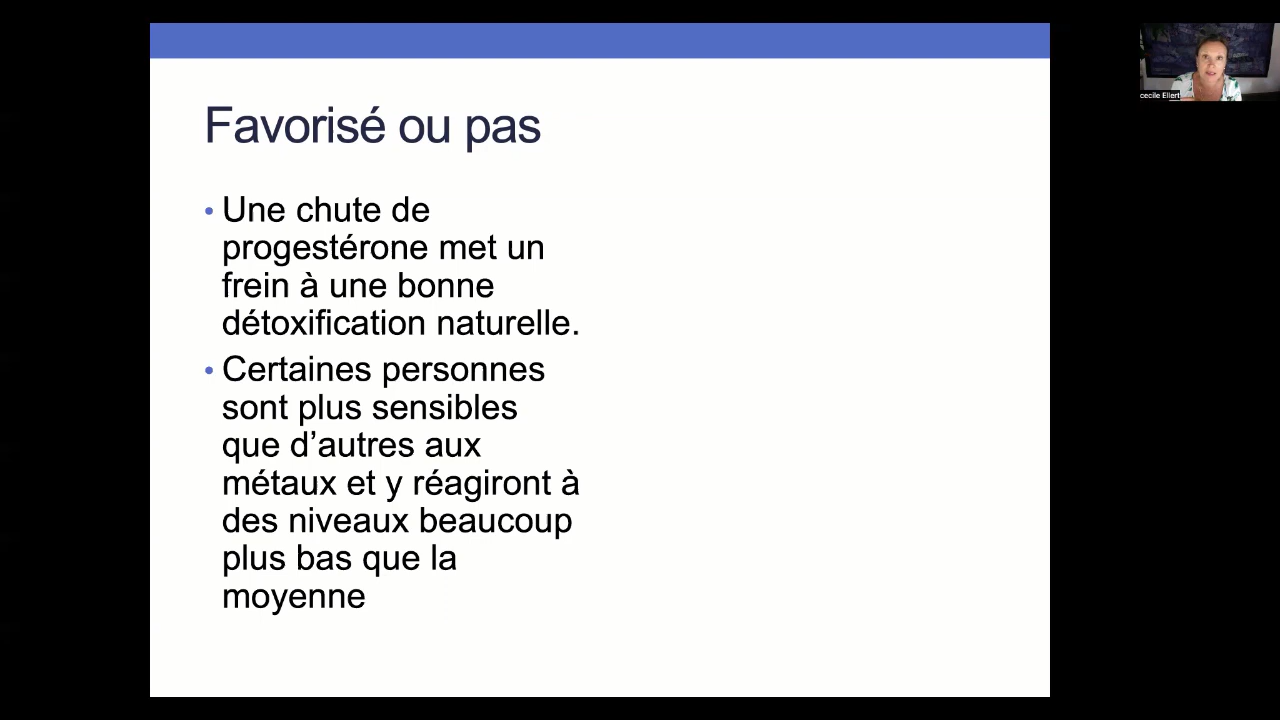 Favorisé ou pas
• Une chute de
progestérone met un
frein à une bonne
détoxification naturelle.
• Certaines personnes
sont plus sensibles
que d’autres aux
métaux et y réagiront à
des niveaux beaucoup
plus bas que la
moyenne
cecile Ellert